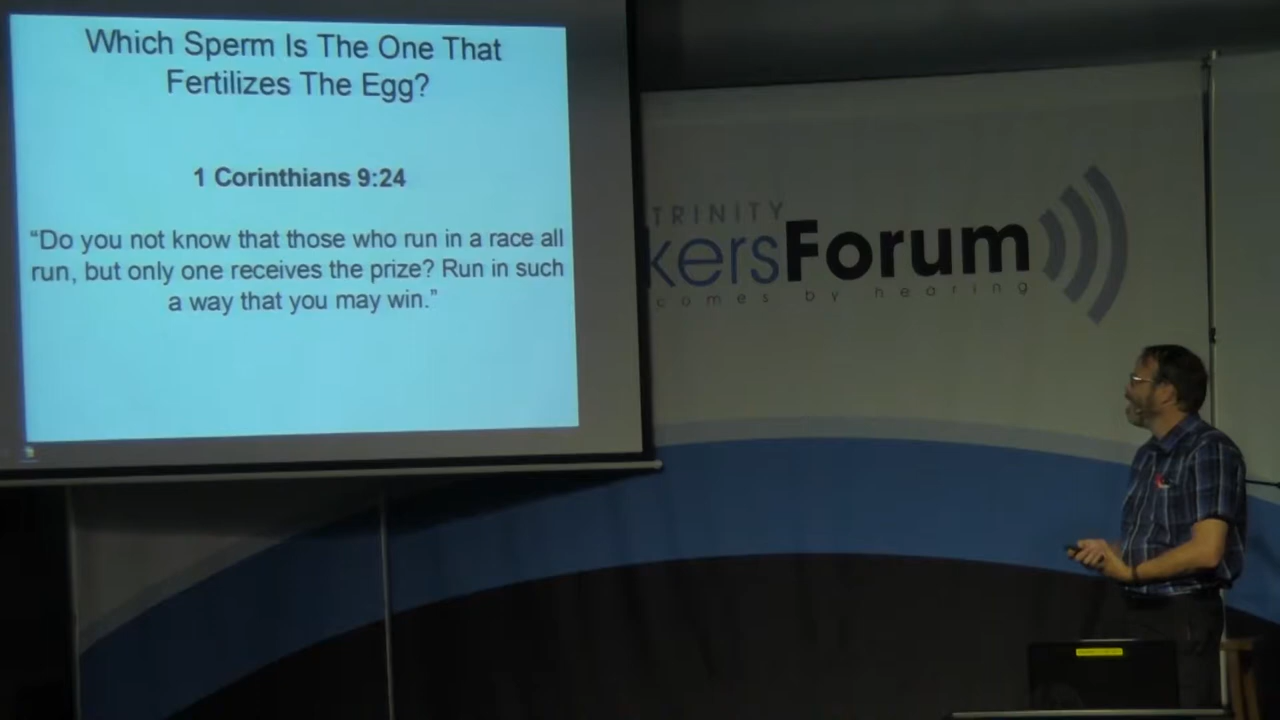 Which Sperm Is The One That
Fertilizes The Egg?
1 Corinthians 9:24
“Do you not know that those who run in a race all
run, but only one receives the prize? Run in such
a way that you may win.”
TRINITY
kersForum
comes by hearing